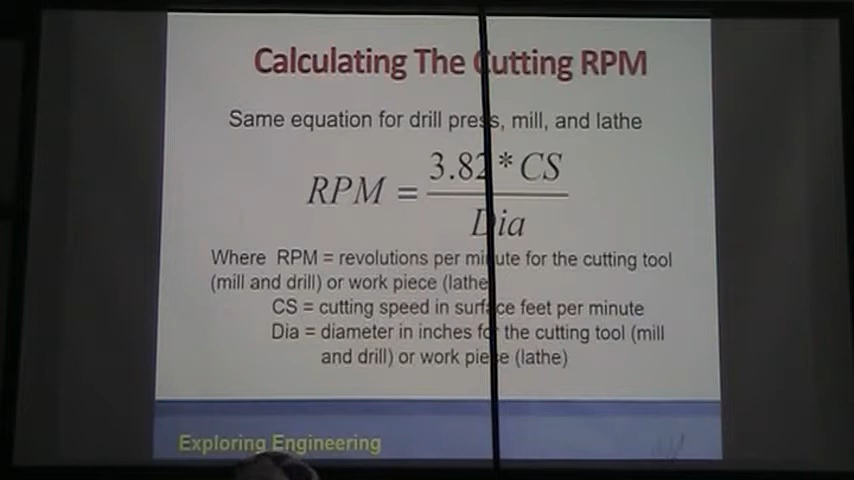 Calculating The Cutting RPM
Same equation for drill press, mill, and lathe
RPM = 3.82 * CS / Dia
Where RPM = revolutions per minute for the cutting tool
(mill and drill) or work piece (lathe
CS = cutting speed in surface feet per minute
Dia = diameter in inches for the cutting tool (mill
and drill) or work piece (lathe)
Exploring Engineering